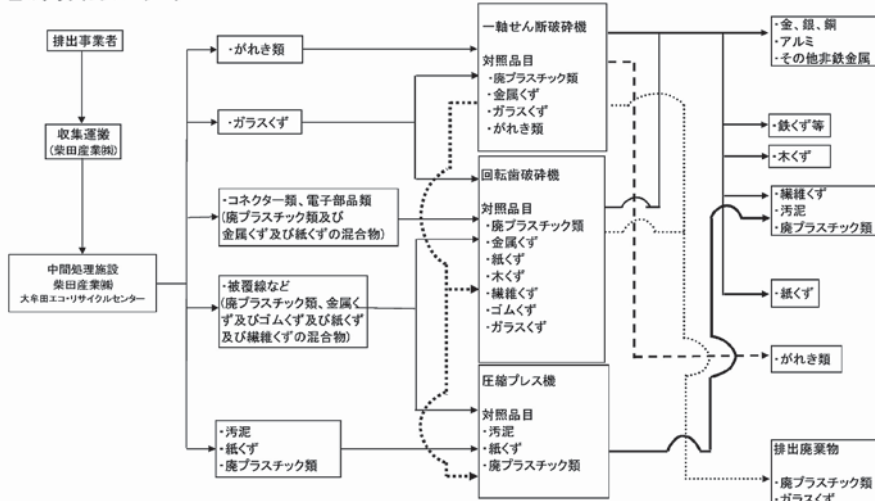 排出事業者
収集運搬
(柴田産業㈱)
中間処理施設
柴田産業㈱
大牟田エコ・リサイクルセンター
・がれき類
・ガラスくず
・コネクター類、電子部品類
(廃プラスチック類及び
金属くず及び紙くずの混合物)
・被覆線など
(廃プラスチック類、金属く
ず及びゴムくず及び紙くず
及び繊維くずの混合物)
・汚泥
・紙くず
・廃プラスチック類
一軸せん断破砕機
対照品目
・廃プラスチック類
・金属くず
・ガラスくず
・がれき類
回転歯破砕機
対照品目
・廃プラスチック類
・金属くず
・紙くず
・木くず
・繊維くず
・ゴムくず
・ガラスくず
圧縮プレス機
対照品目
・汚泥
・紙くず
・廃プラスチック類
・金、銀、銅
・アルミ
・その他非鉄金属
・鉄くず等
・木くず
・繊維くず
・汚泥
・廃プラスチック類
・紙くず
・がれき類
排出廃棄物
・廃プラスチック類
・ガラスくず